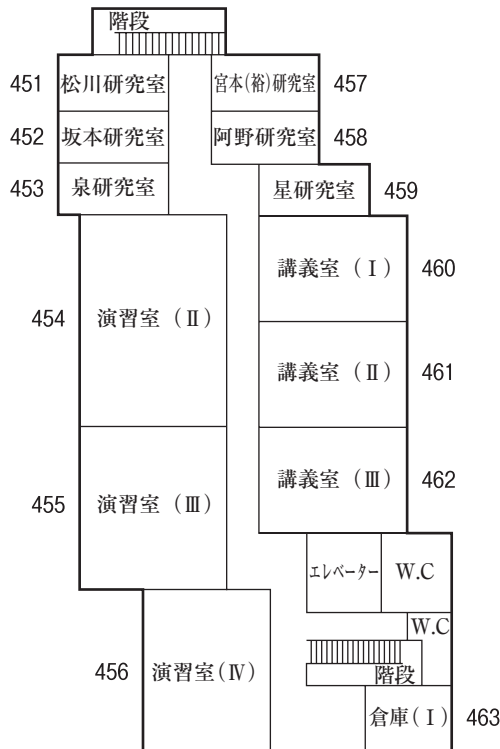 階段
451 松川研究室 宮本(裕)研究室 457
452 坂本研究室 阿野研究室 458
453 泉研究室 星研究室 459
講義室（Ⅰ） 460
454 演習室（Ⅱ）
講義室（Ⅱ） 461
講義室（Ⅲ） 462
455 演習室（Ⅲ）
エレベーター W.C
W.C
456 演習室(Ⅳ) 階段
倉庫(Ⅰ) 463